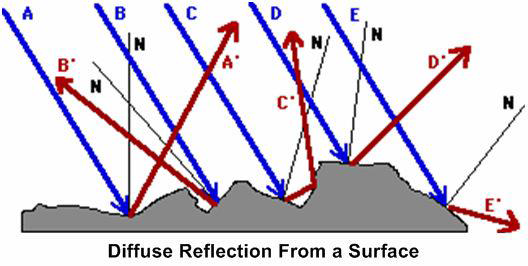 A B C D E
N N N N N
B' A' C' D' E'
Diffuse Reflection From a Surface